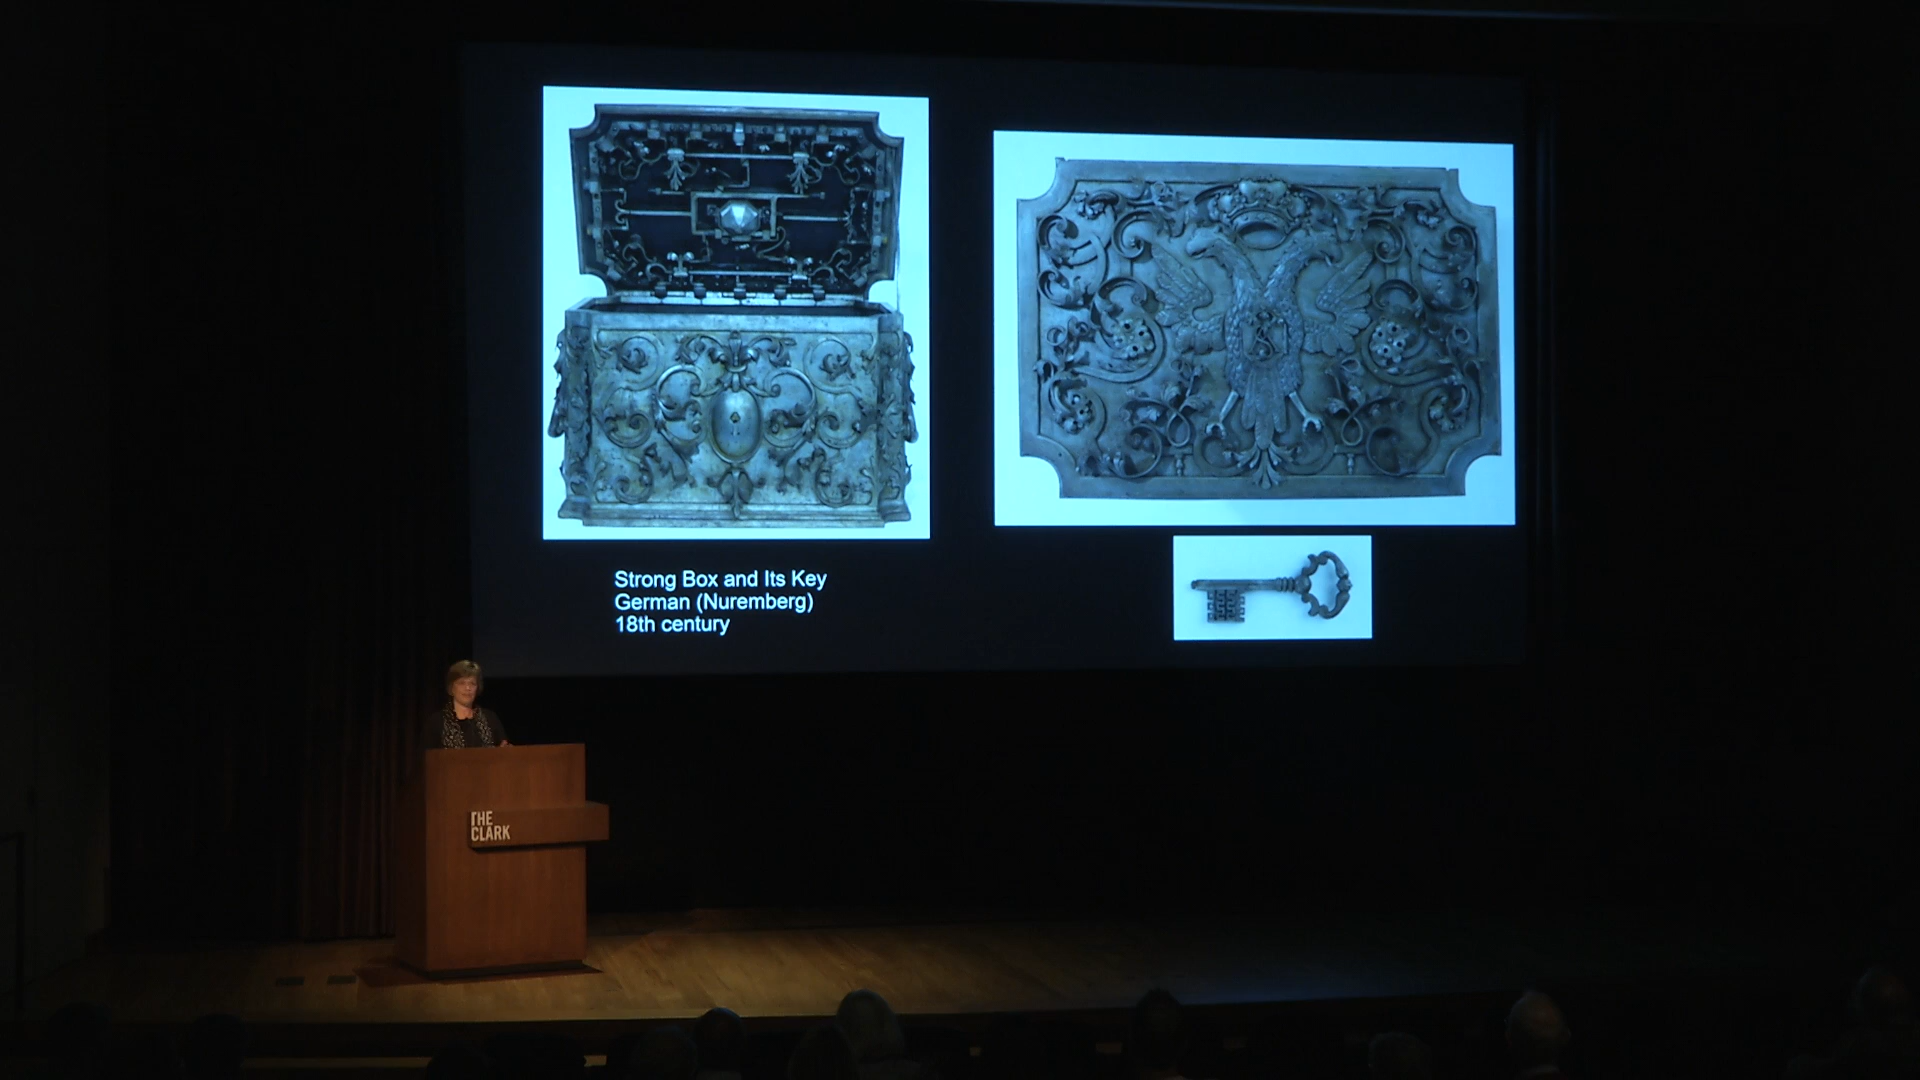 Strong Box and Its Key
German (Nuremberg)
18th century
THE
CLARK